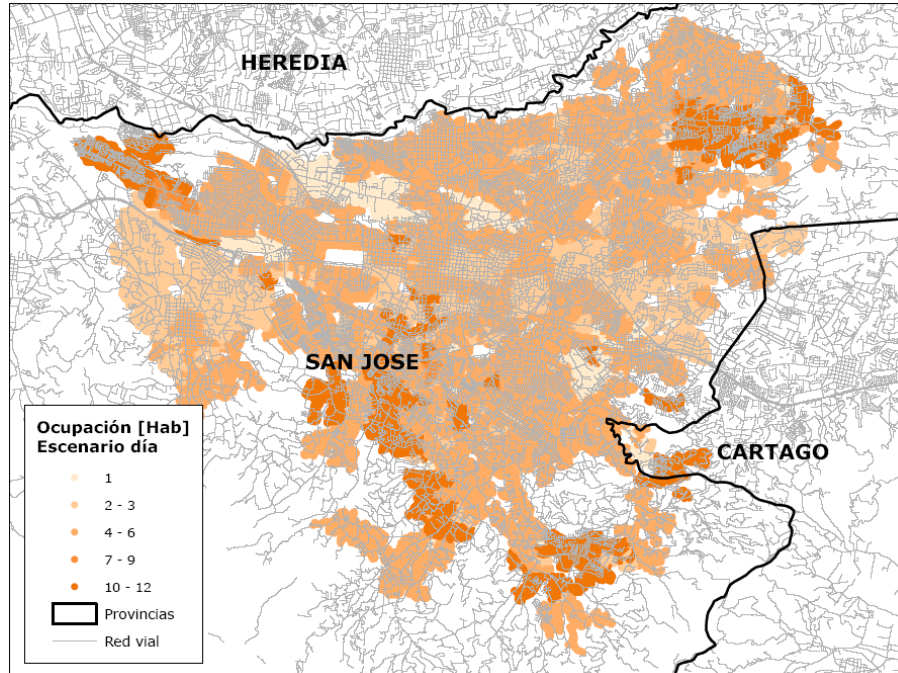 HEREDIA
SAN JOSE
CARTAGO
Ocupación [Hab]
Escenario día
1
2 - 3
4 - 6
7 - 9
10 - 12
Provincias
Red vial